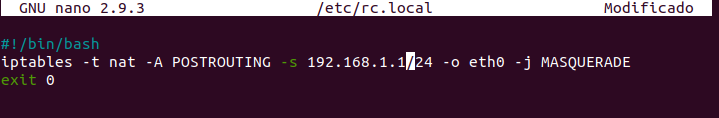 GNU nano 2.9.3 /etc/rc.local Modificado
#!/bin/bash
iptables -t nat -A POSTROUTING -s 192.168.1.1/24 -o eth0 -j MASQUERADE
exit 0